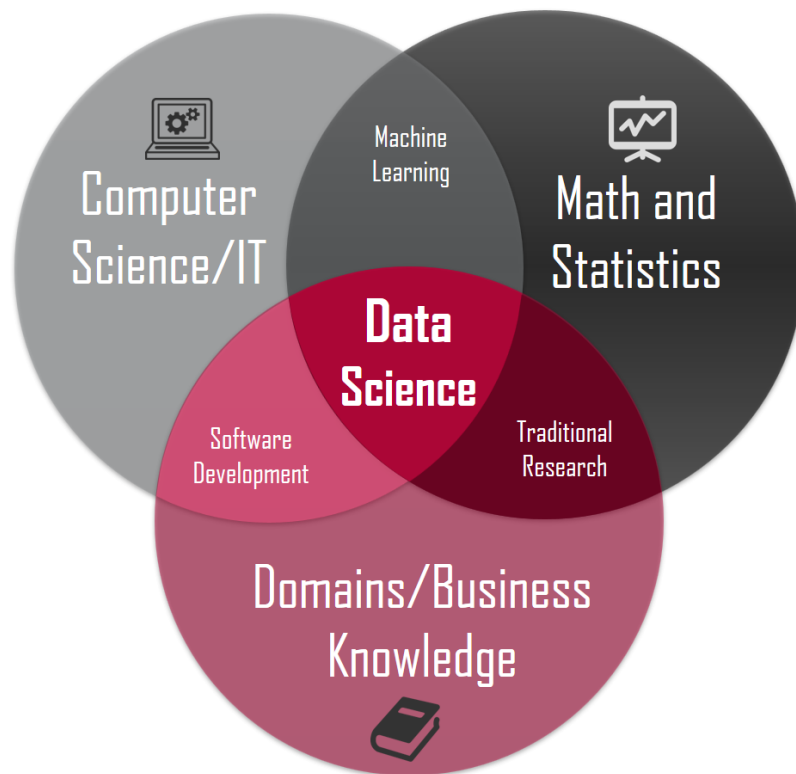 Machine
Learning
Computer
Science/IT
Math and
Statistics
Data
Science
Software
Development
Traditional
Research
Domains/Business
Knowledge